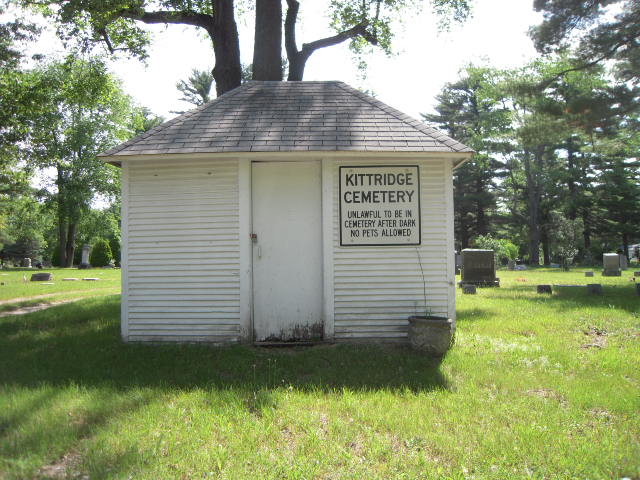 KITTRIDGE
CEMETERY
UNLAWFUL TO BE IN
CEMETERY AFTER DARK
NO PETS ALLOWED